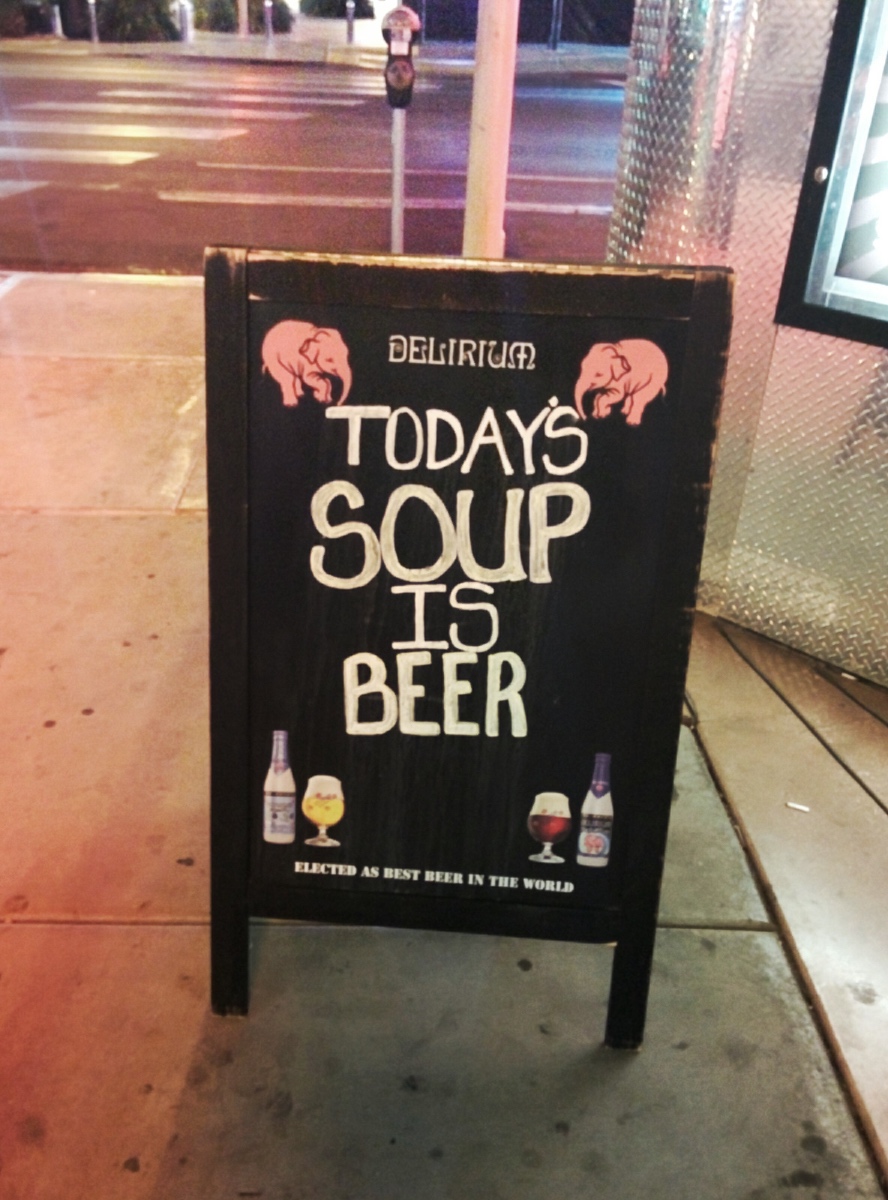 DELIRIUM
TODAY'S
SOUP
IS
BEER
ELECTED AS BEST BEER IN THE WORLD